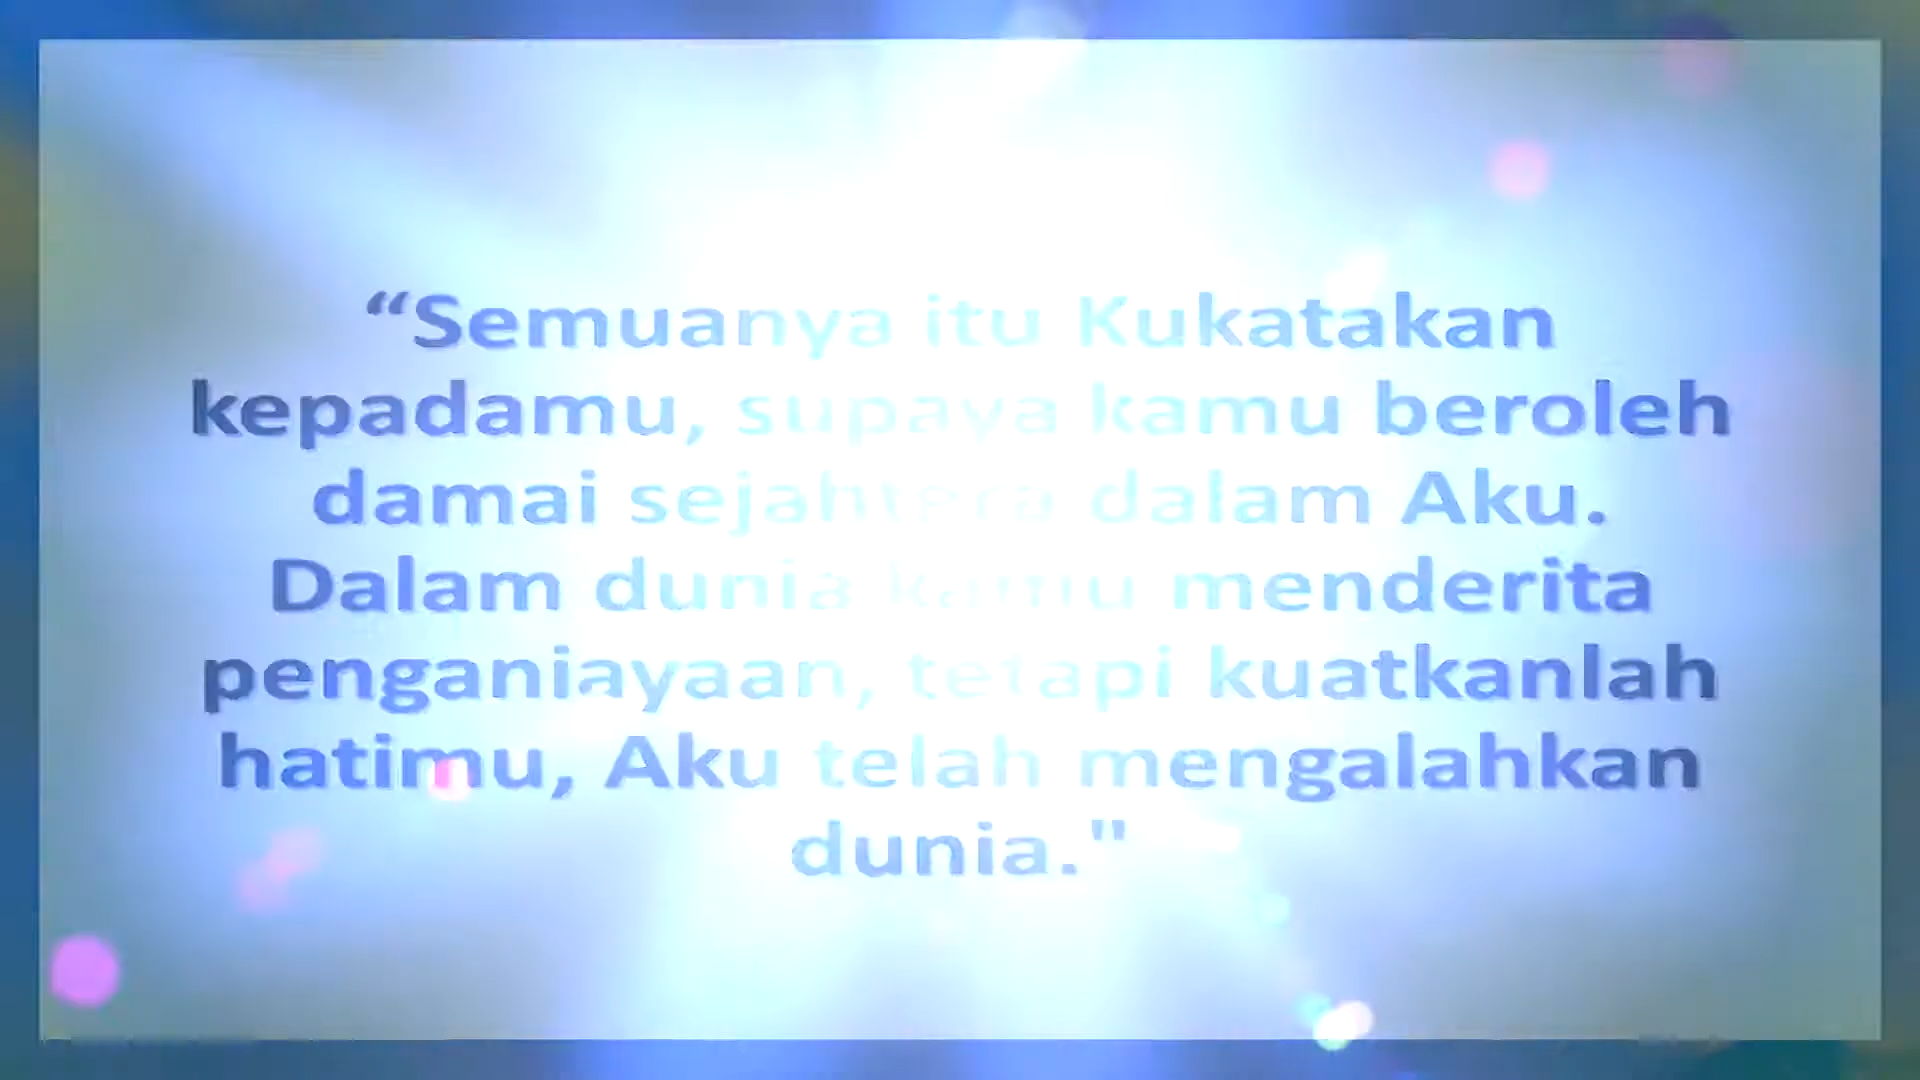 “Semuanya itu Kukatakan
kepadamu, supaya kamu beroleh
damai sejahtera dalam Aku.
Dalam dunia kamu menderita
penganiayaan, tetapi kuatkanlah
hatimu, Aku telah mengalahkan
dunia."